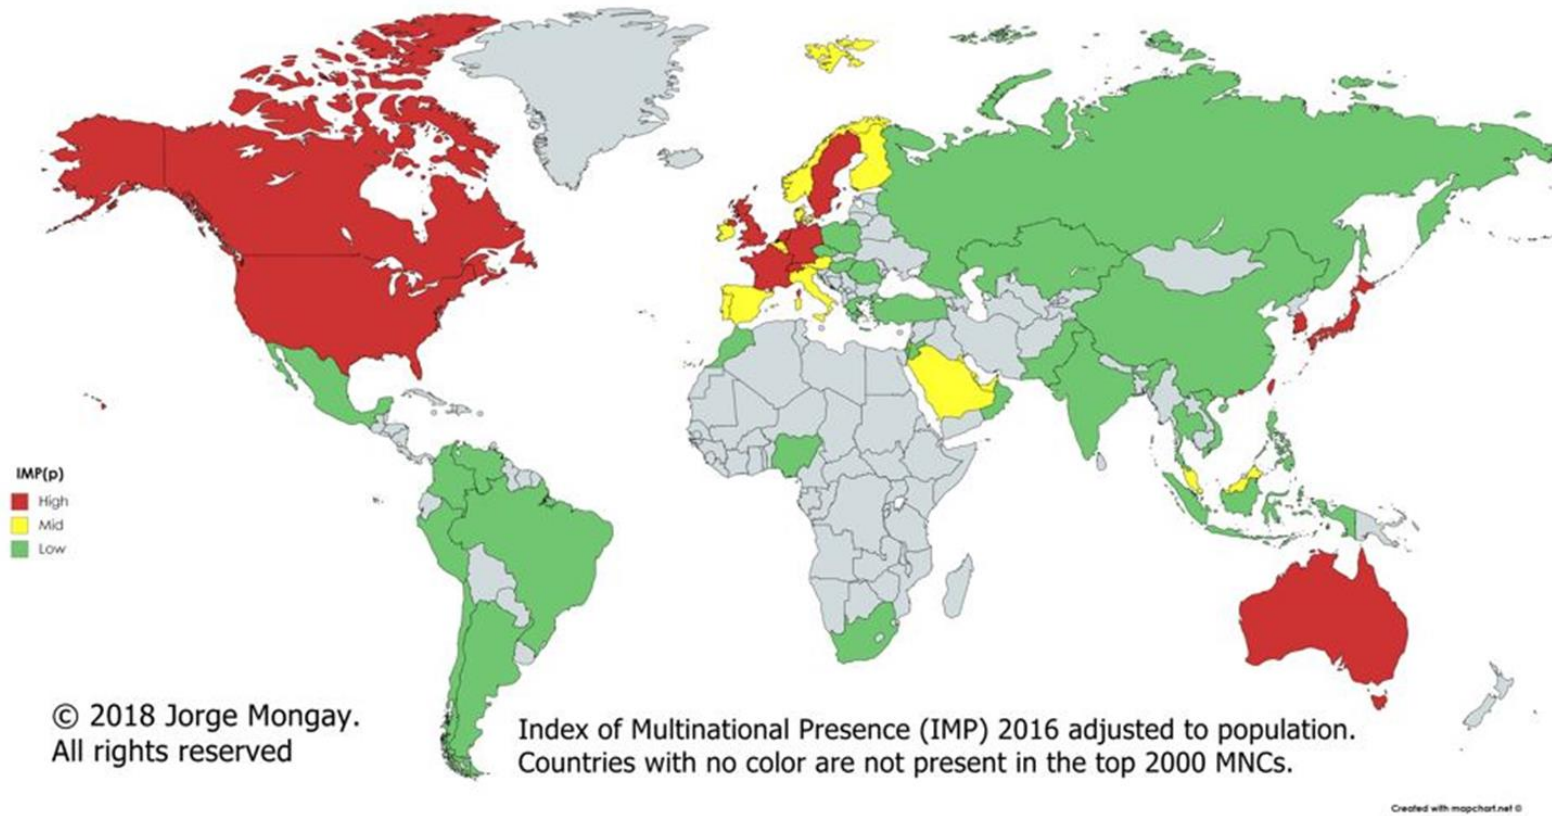 IMP(p)
High
Mid
Low
© 2018 Jorge Mongay.
All rights reserved
Index of Multinational Presence (IMP) 2016 adjusted to population.
Countries with no color are not present in the top 2000 MNCs.
Created with mapchart.net ©